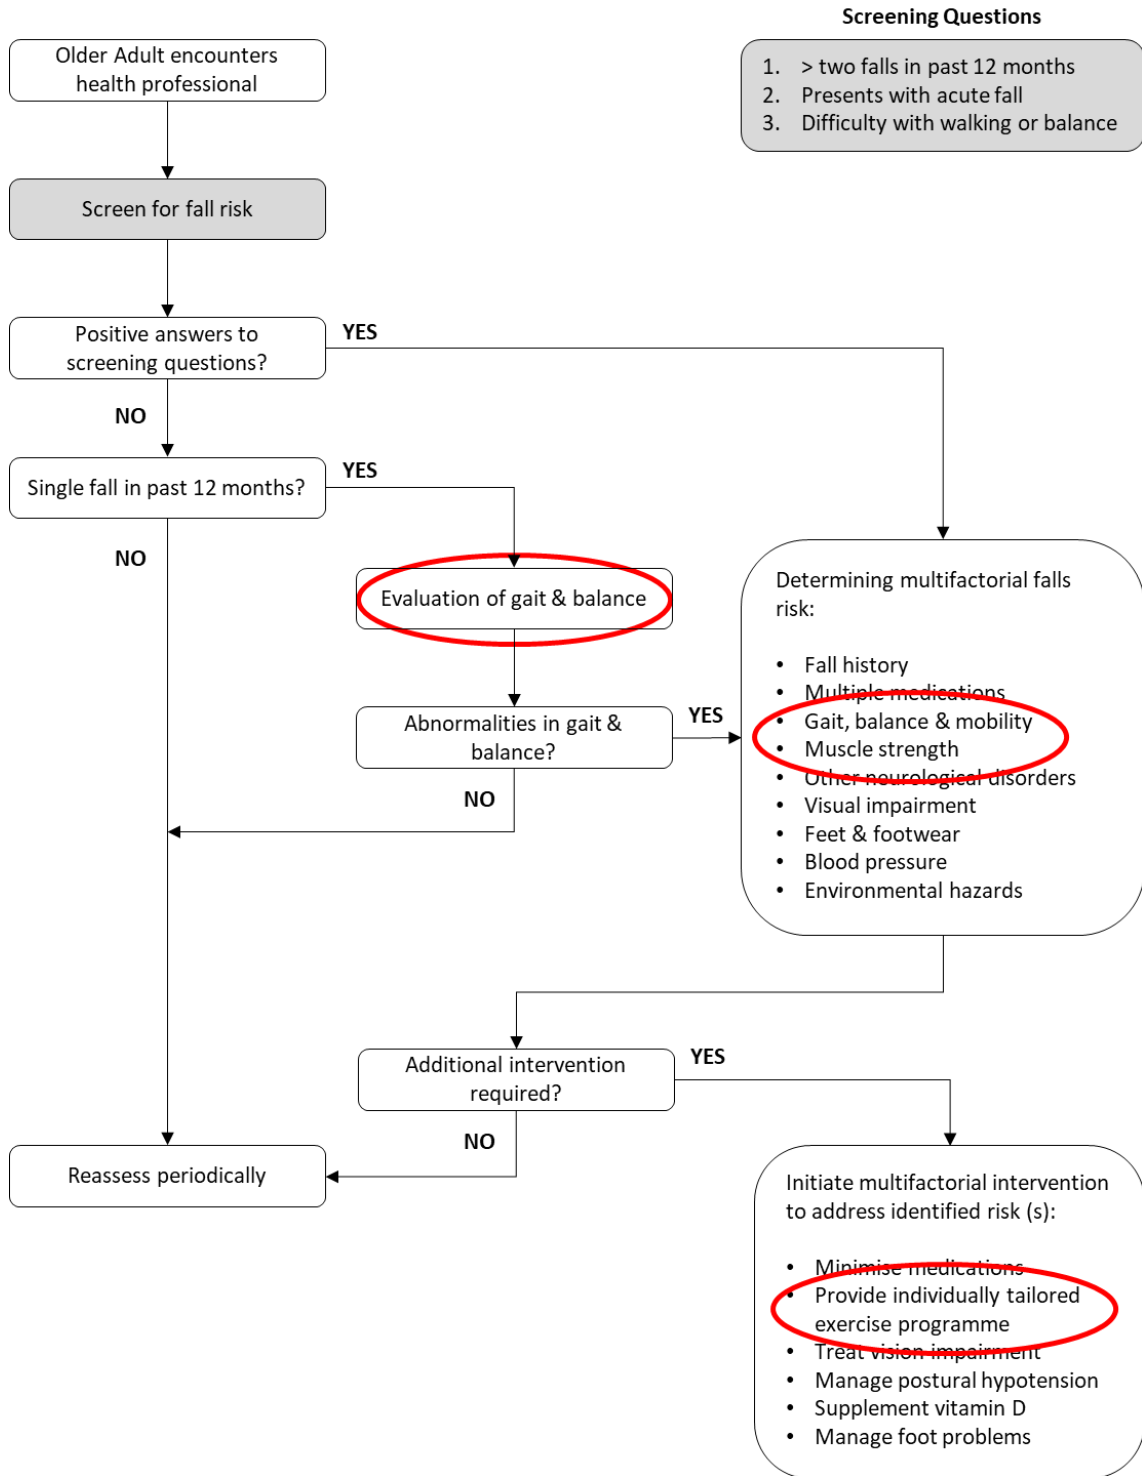 Screening Questions
Older Adult encounters
health professional
1. > two falls in past 12 months
2. Presents with acute fall
3. Difficulty with walking or balance
Screen for fall risk
Positive answers to
screening questions?
YES
NO
Single fall in past 12 months?
YES
NO
Evaluation of gait & balance
Abnormalities in gait &
balance?
YES
NO
Determining multifactorial falls
risk:
• Fall history
• Multiple medications
• Gait, balance & mobility
• Muscle strength
• Other neurological disorders
• Visual impairment
• Feet & footwear
• Blood pressure
• Environmental hazards
Additional intervention
required?
YES
NO
Reassess periodically
Initiate multifactorial intervention
to address identified risk (s):
• Minimise medications
• Provide individually tailored
exercise programme
• Treat vision impairment
• Manage postural hypotension
• Supplement vitamin D
• Manage foot problems